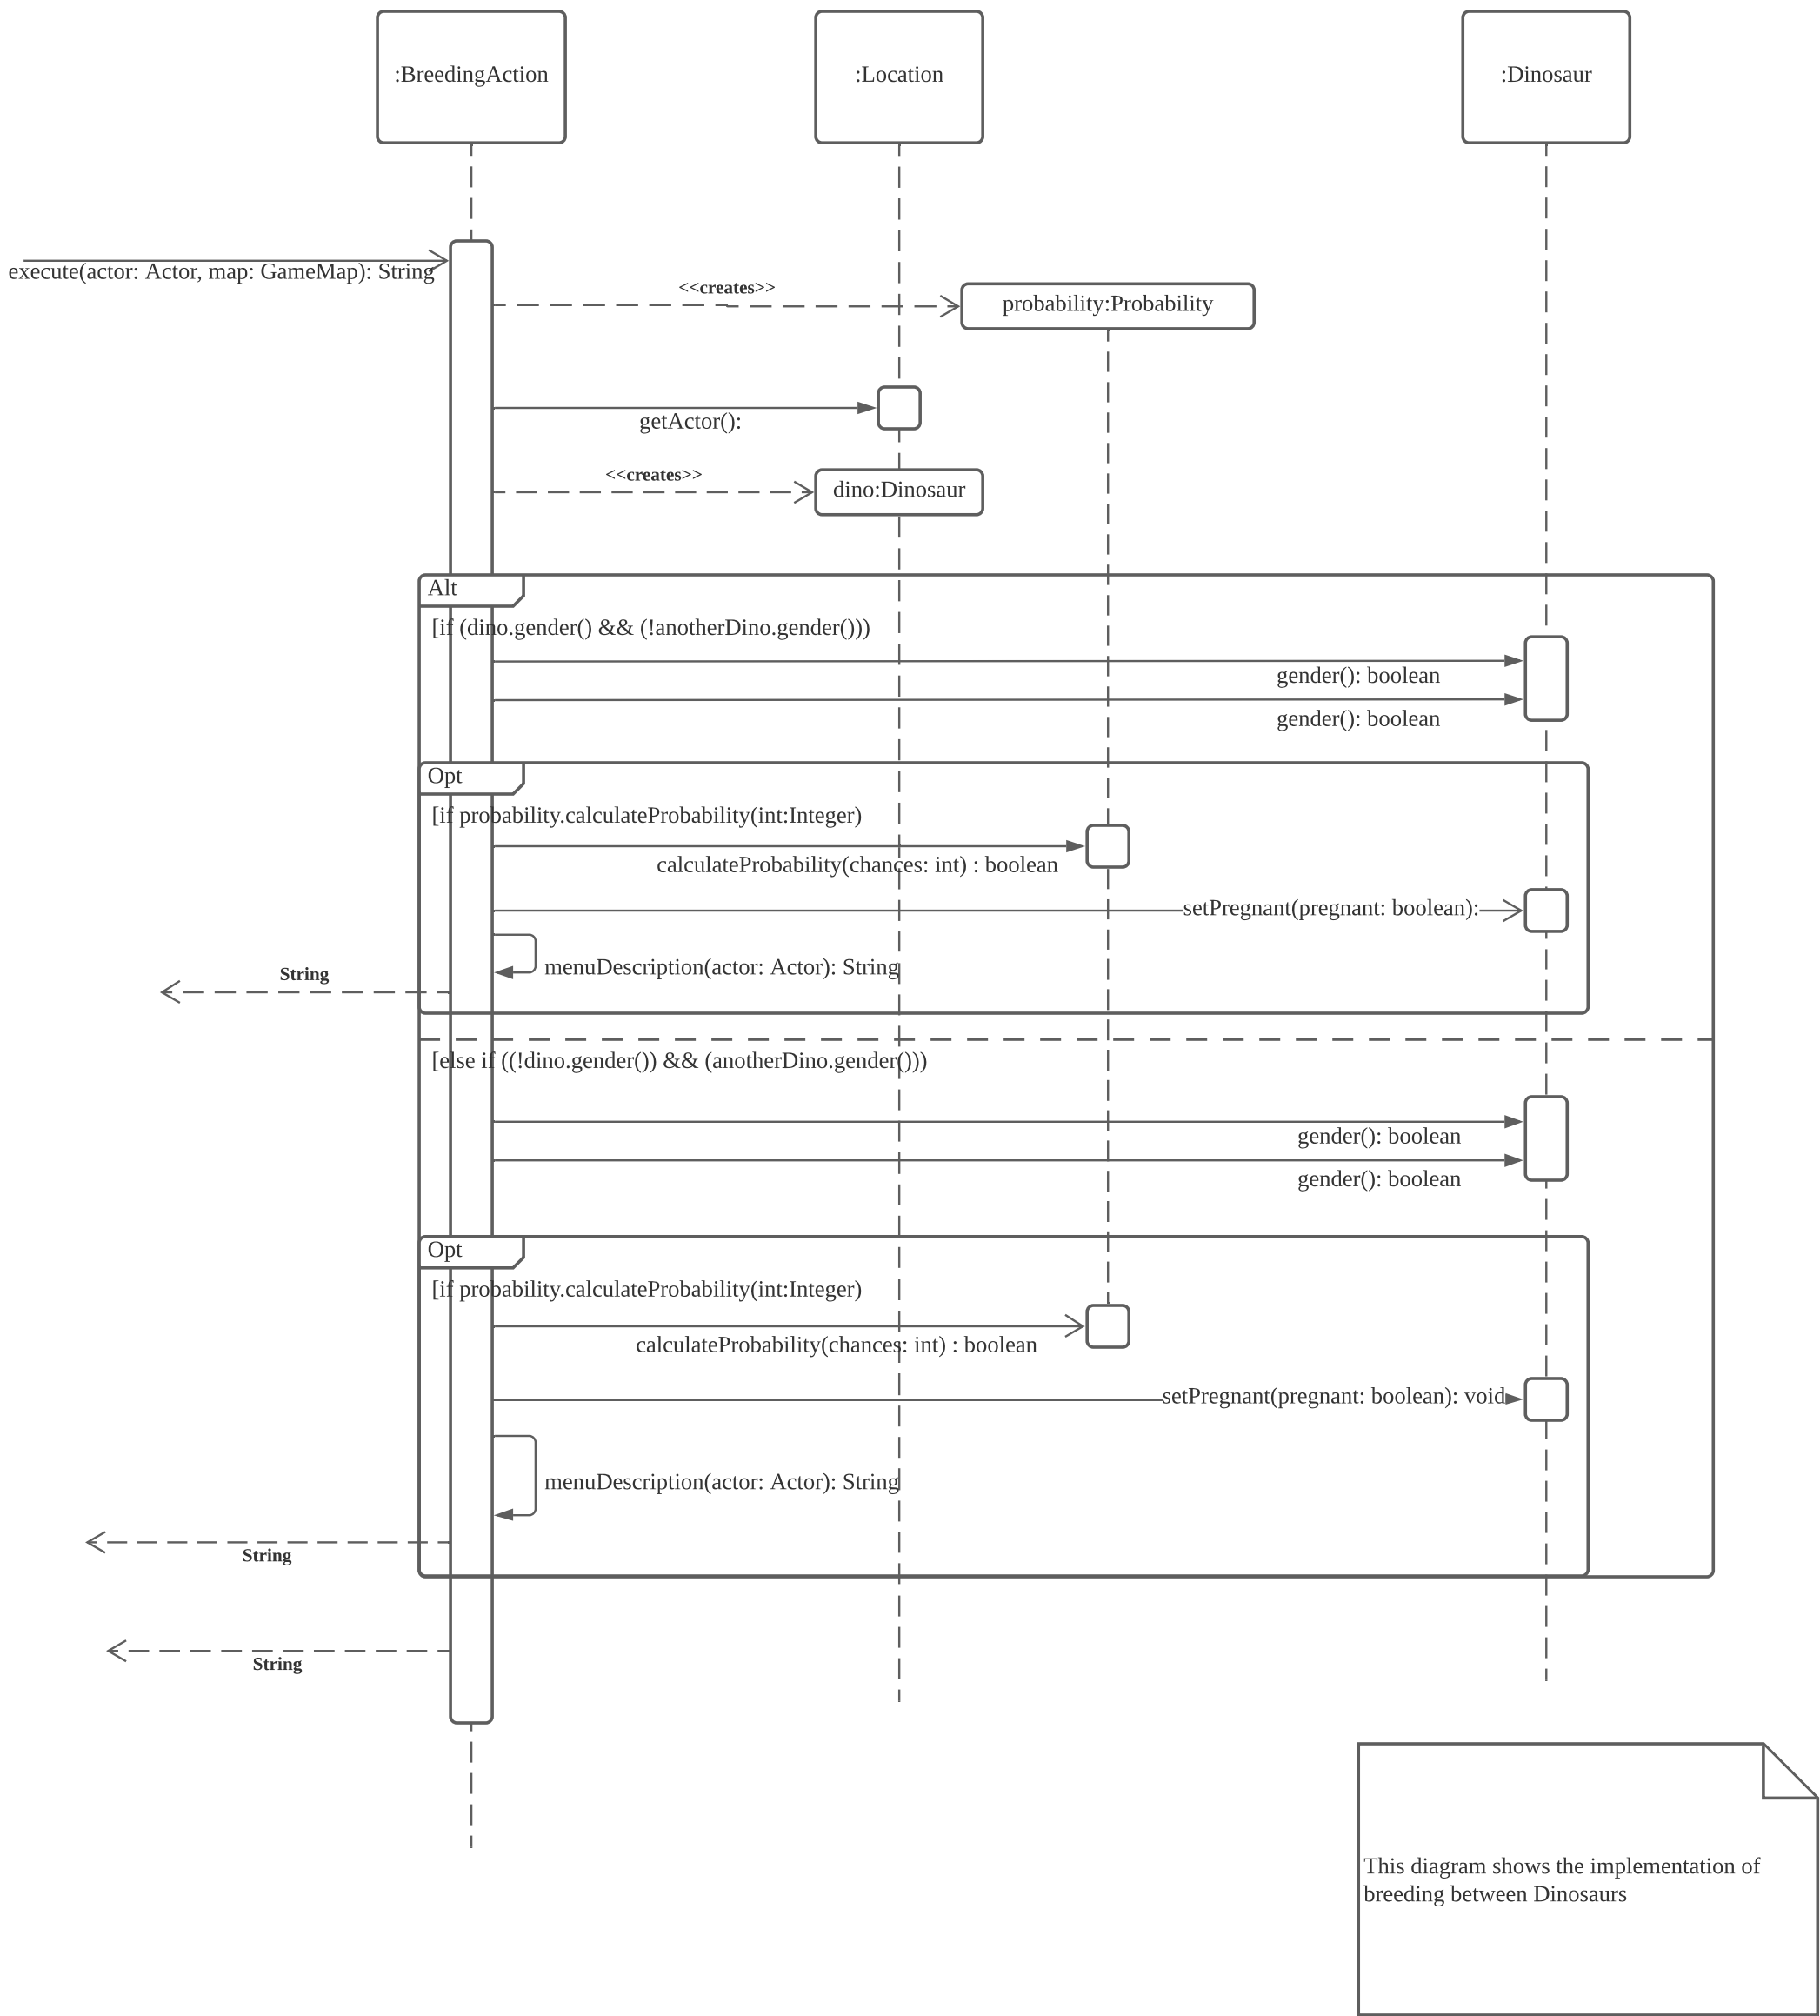 :BreedingAction
:Location
:Dinosaur
execute(actor: Actor, map: GameMap): String
<<creates>>
probability:Probability
getActor():
<<creates>>
dino:Dinosaur
Alt
[if (dino.gender() && (!anotherDino.gender()))
gender(): boolean
gender(): boolean
Opt
[if probability.calculateProbability(int:Integer)
calculateProbability(chances: int) : boolean
setPregnant(pregnant: boolean):
menuDescription(actor: Actor): String
String
[else if ((!dino.gender()) && (anotherDino.gender()))
gender(): boolean
gender(): boolean
Opt
[if probability.calculateProbability(int:Integer)
calculateProbability(chances: int) : boolean
setPregnant(pregnant: boolean): void
menuDescription(actor: Actor): String
String
String
This diagram shows the implementation of
breeding between Dinosaurs